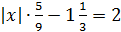 |x|·5/9 − 1 1/3 = 2